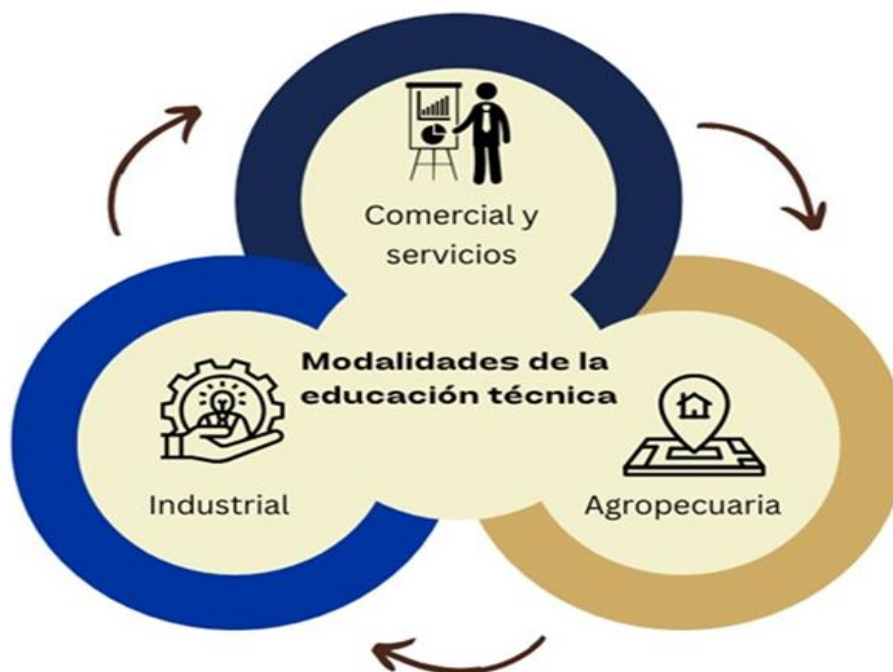 Comercial y
servicios
Modalidades de la
educación técnica
Industrial
Agropecuaria